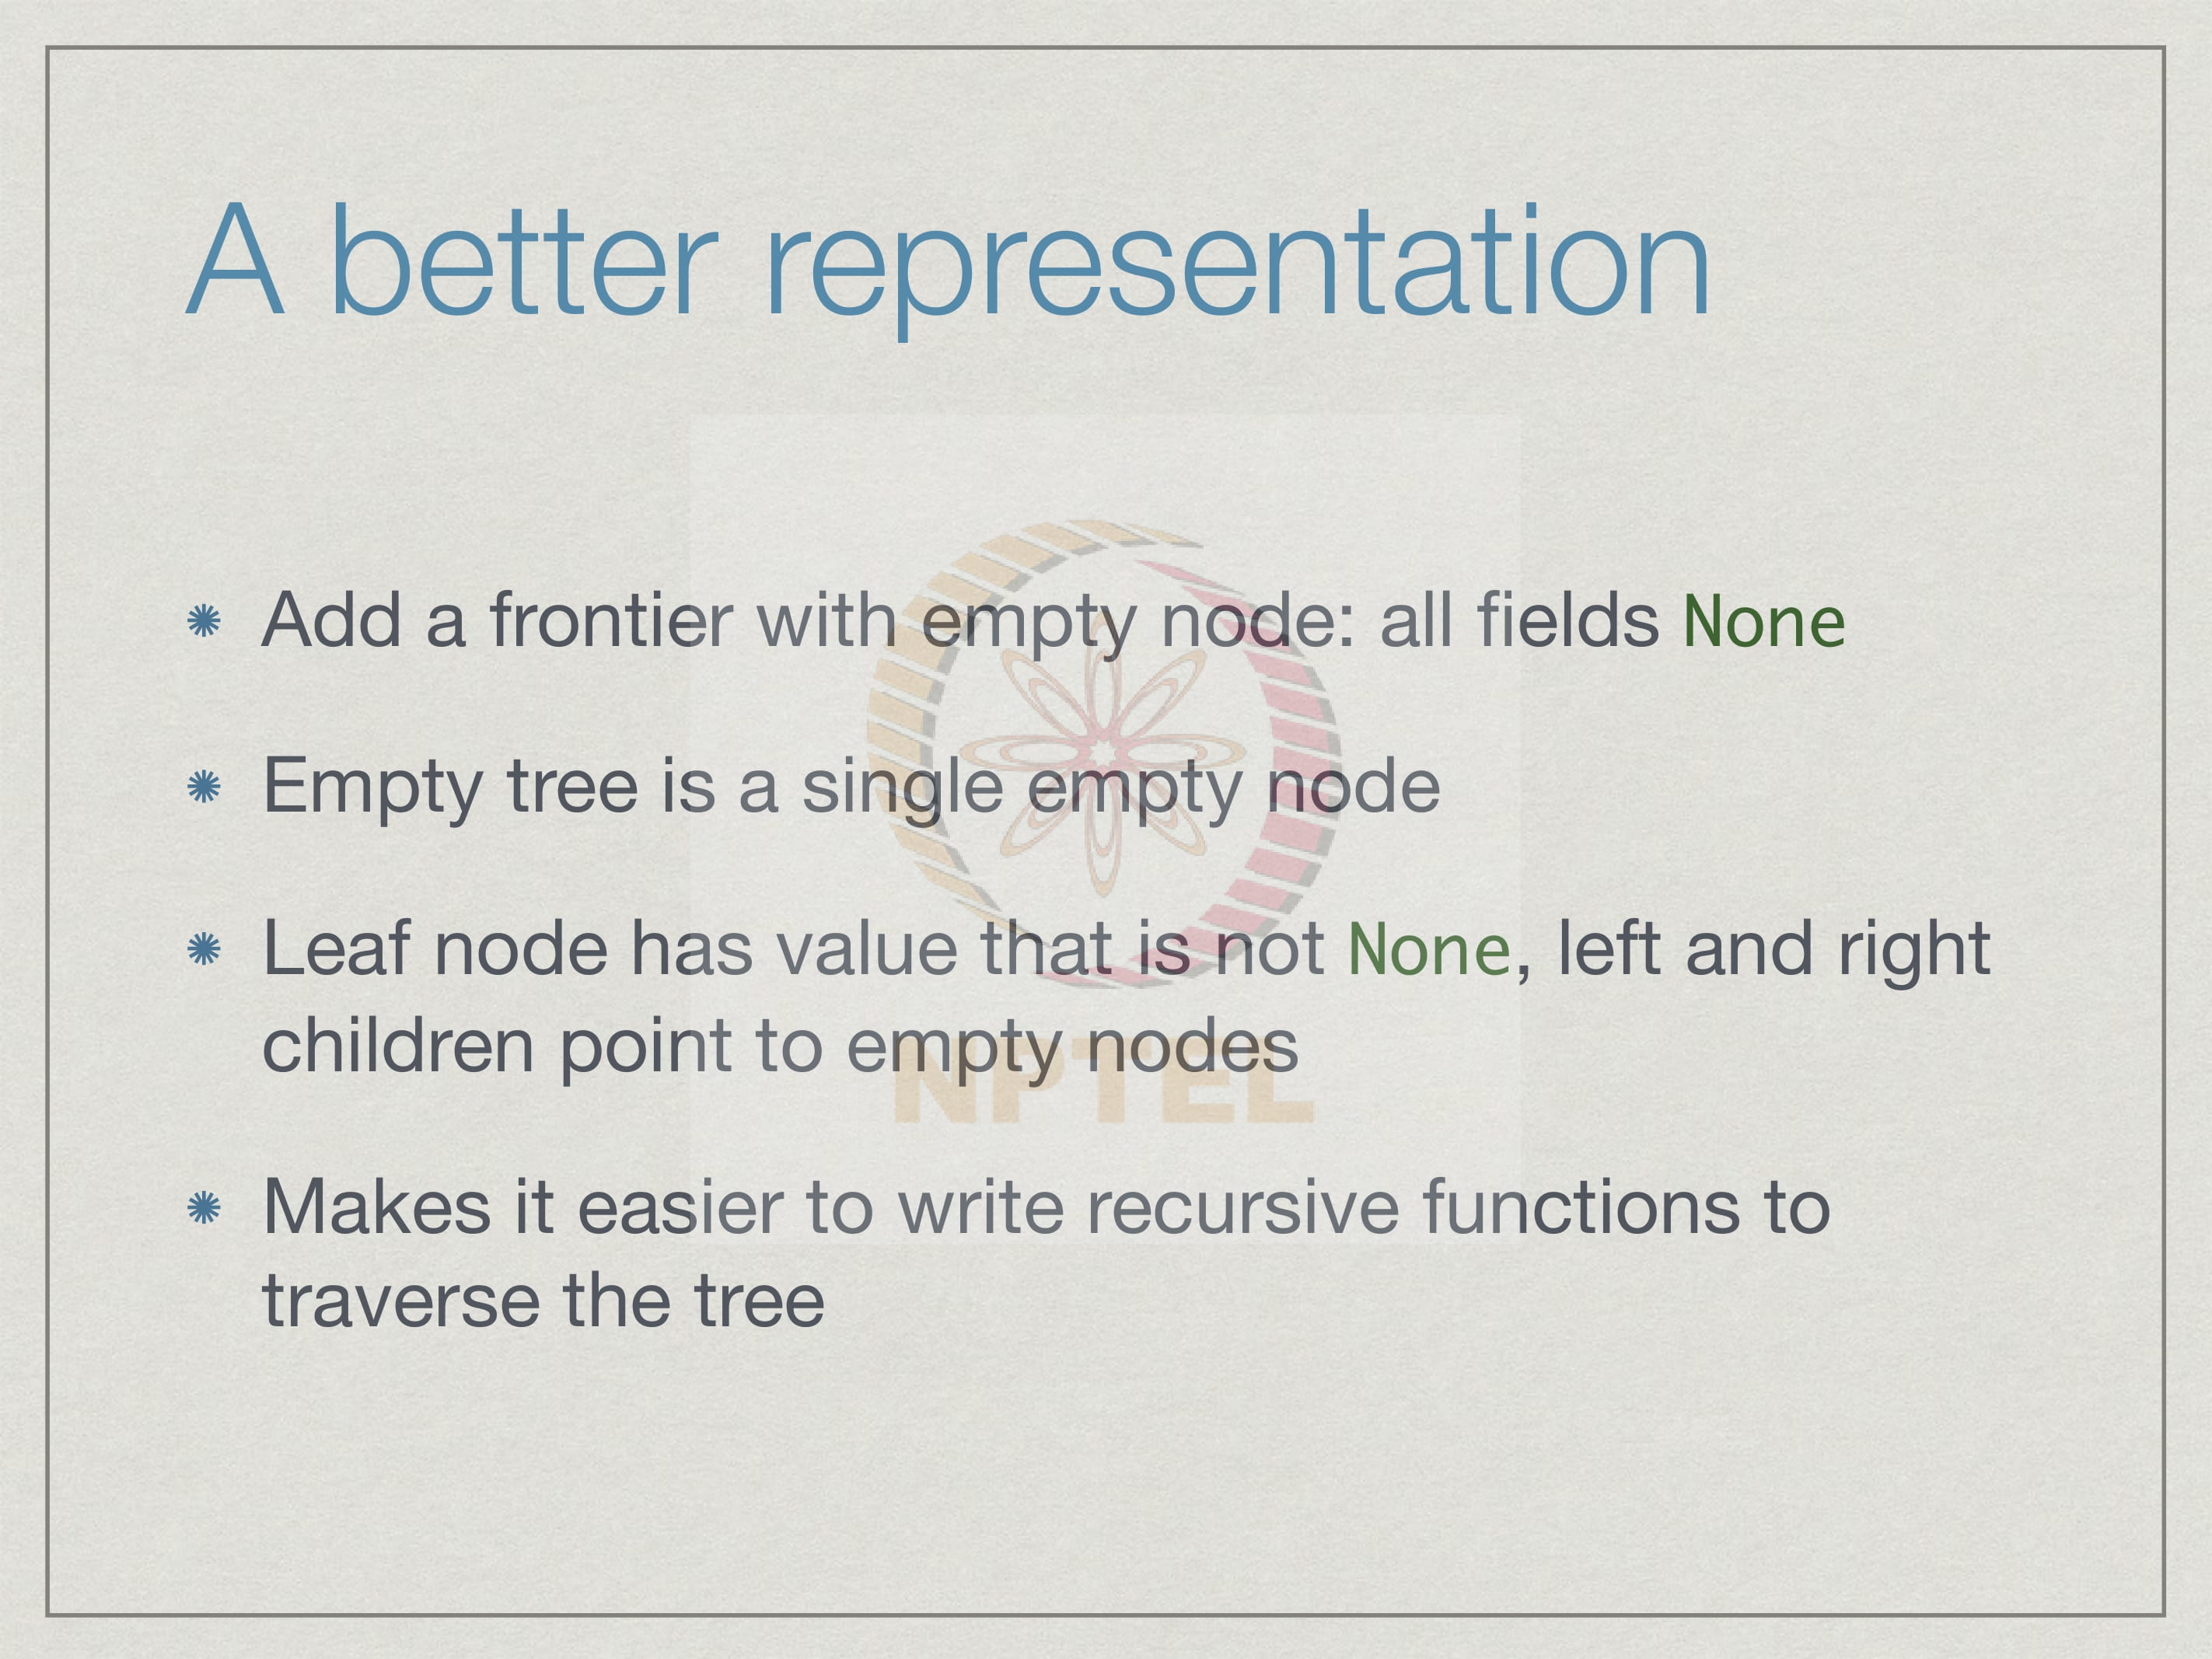 A better representation
Add a frontier with empty node: all fields None
Empty tree is a single empty node
Leaf node has value that is not None, left and right
children point to empty nodes
NPTEL
Makes it easier to write recursive functions to
traverse the tree